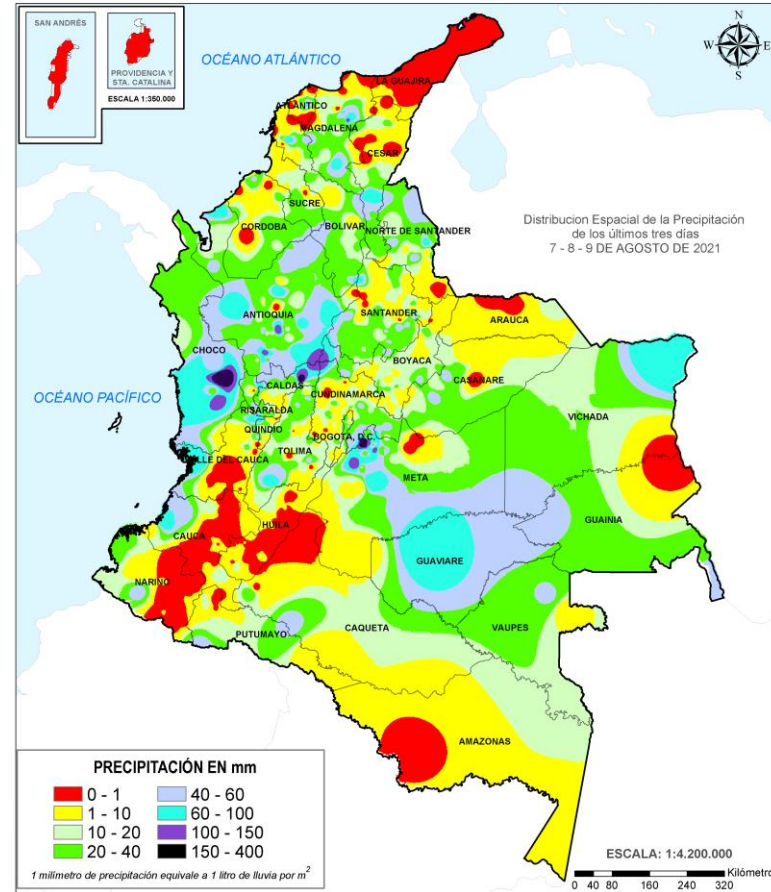 SAN ANDRÉS
PROVIDENCIA Y
STA. CATALINA
ESCALA 1:350.000
OCÉANO ATLÁNTICO
N
W E
S
LA GUAJIRA
ATLANTICO
MAGDALENA
CESAR
SUCRE
CORDOBA
BOLIVAR
NORTE DE SANTANDER
Distribucion Espacial de la Precipitación
de los últimos tres días
7 - 8 - 9 DE AGOSTO DE 2021
ANTIOQUIA
SANTANDER
ARAUCA
CHOCO
BOYACA
CASANARE
OCÉANO PACÍFICO
CALDAS
CUNDINAMARCA
RISARALDA
VICHADA
QUINDIO
BOGOTA, D.C.
TOLIMA
VALLE DEL CAUCA
META
GUAINIA
CAUCA
HUILA
GUAVIARE
NARIÑO
PUTUMAYO
CAQUETA
VAUPES
AMAZONAS
PRECIPITACIÓN EN mm
0 - 1
40 - 60
1 - 10
60 - 100
10 - 20
100 - 150
20 - 40
150 - 400
1 milímetro de precipitación equivale a 1 litro de lluvia por m2
ESCALA: 1:4.200.000
Kilómetro
0 40 80 160 240 320